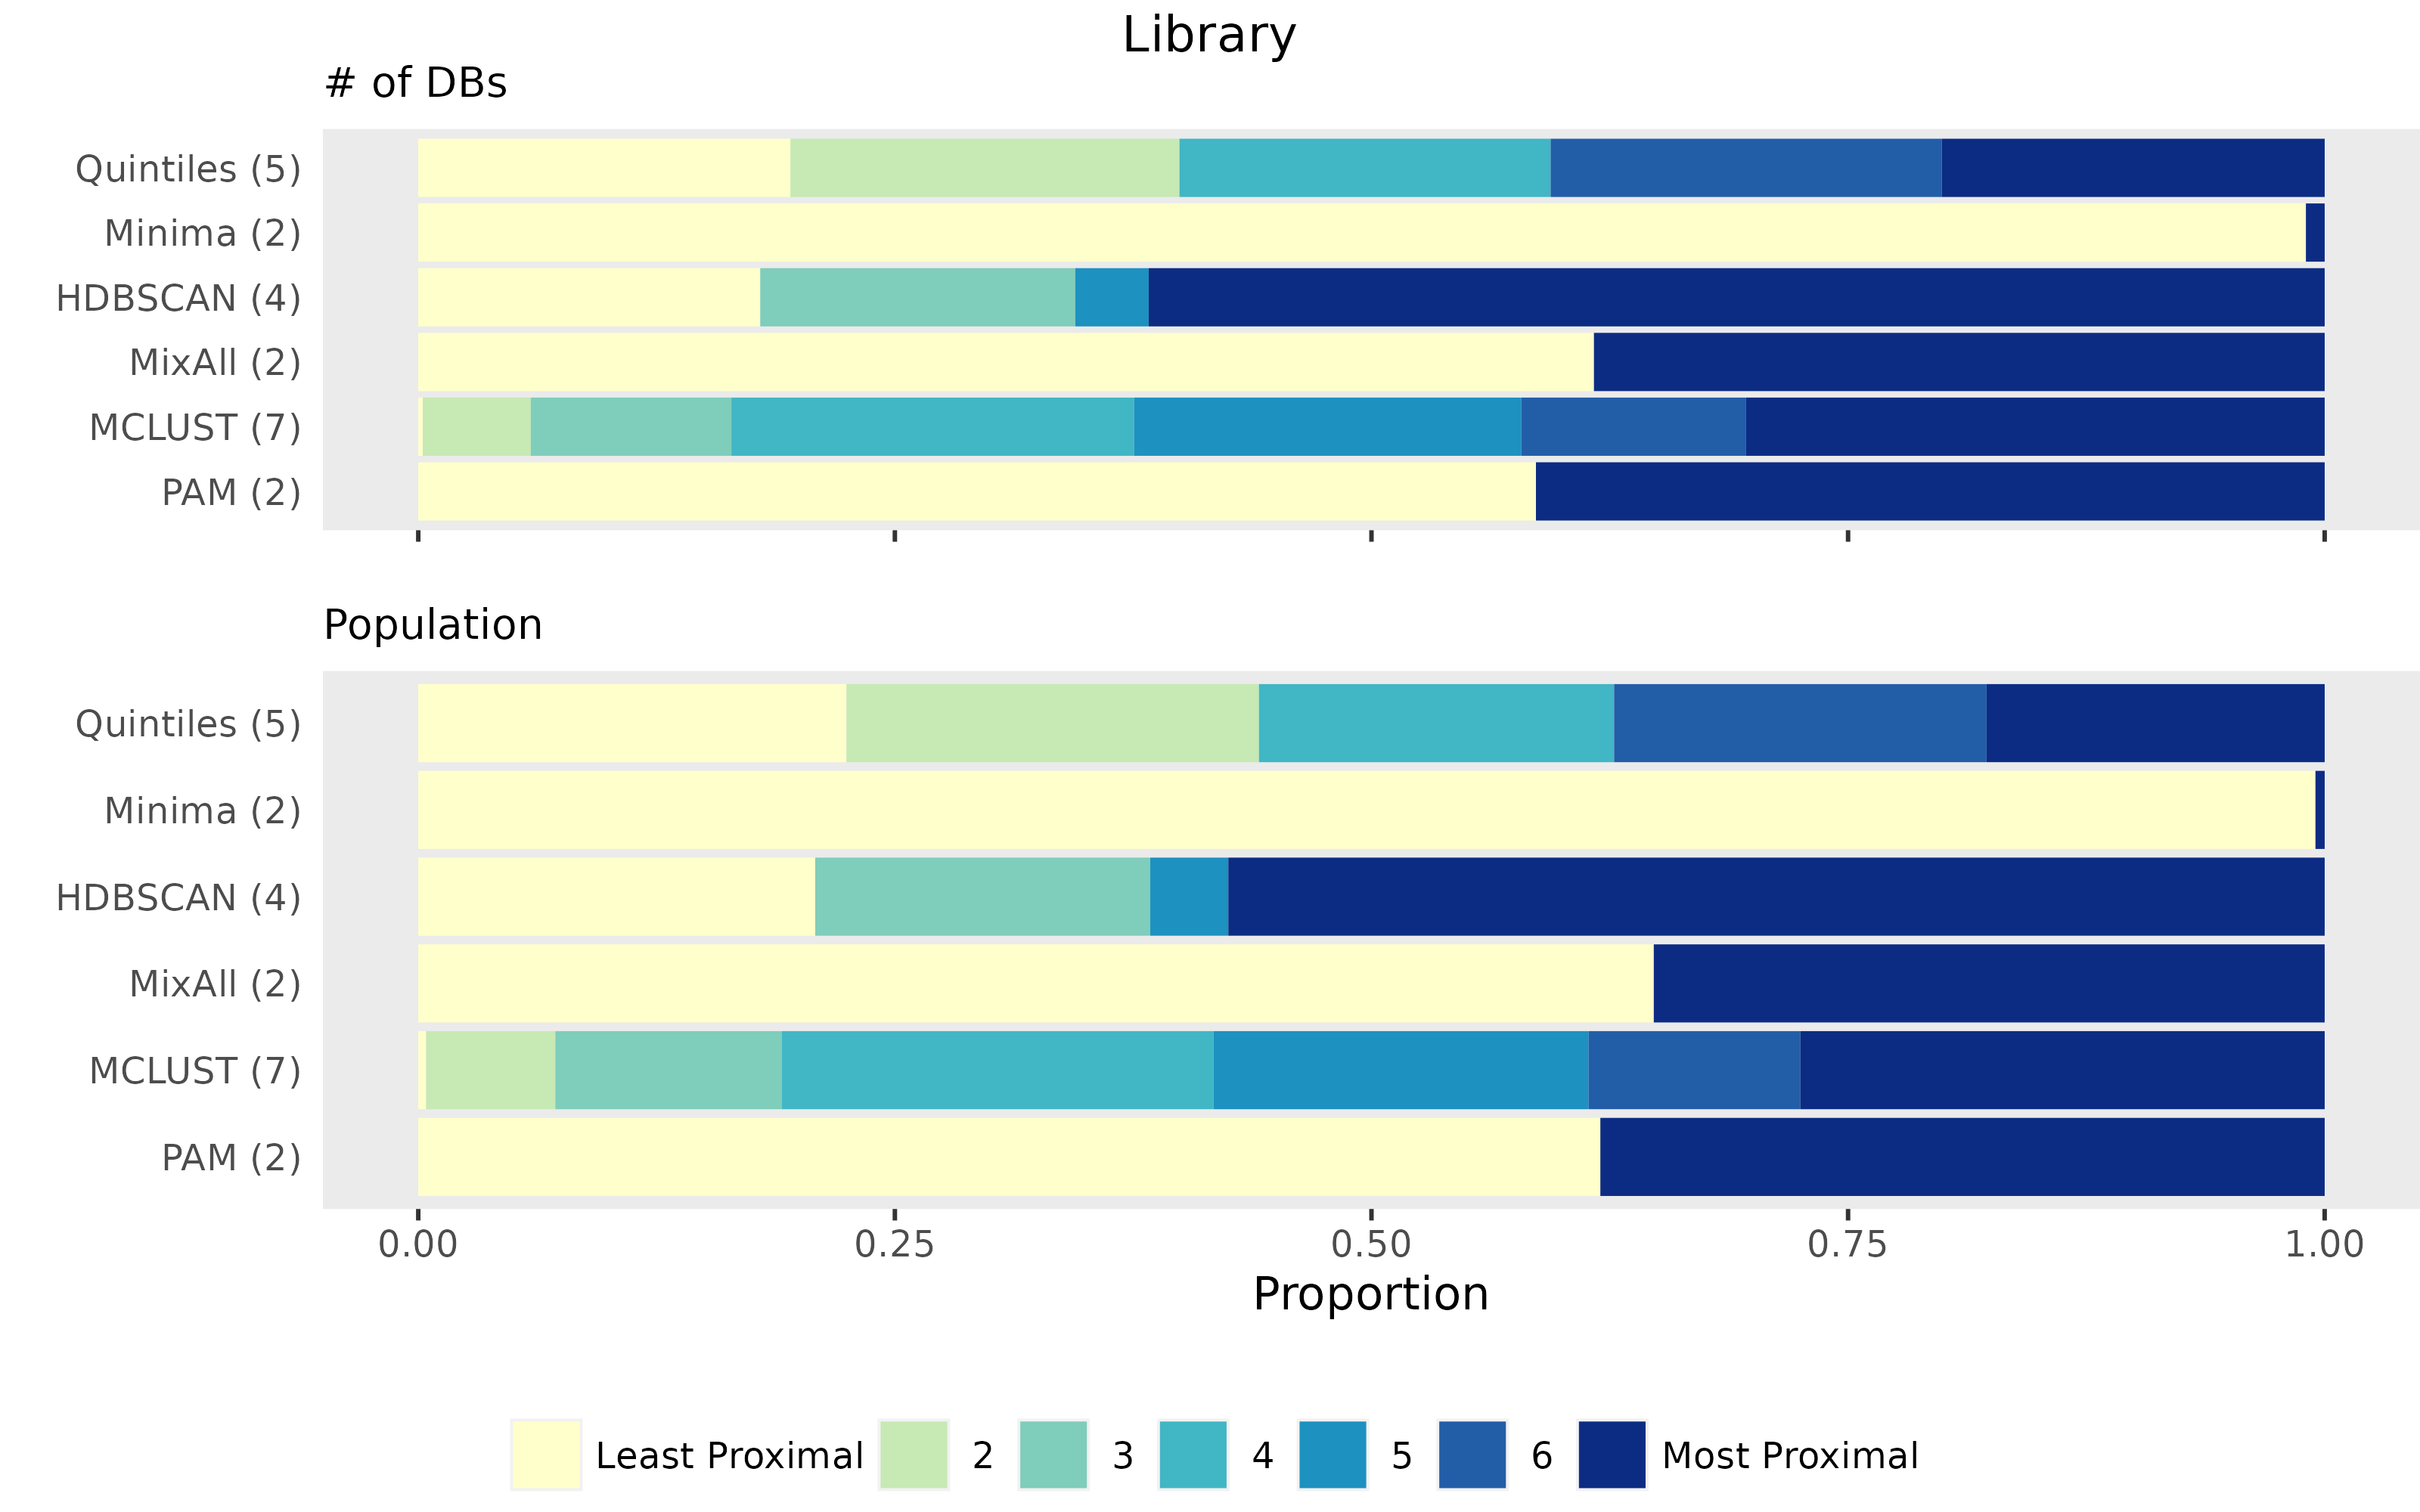 Library
# of DBs
Quintiles (5)
Minima (2)
HDBSCAN (4)
MixAll (2)
MCLUST (7)
PAM (2)
Population
Quintiles (5)
Minima (2)
HDBSCAN (4)
MixAll (2)
MCLUST (7)
PAM (2)
0.00 0.25 0.50 0.75 1.00
Proportion
Least Proximal 2 3 4 5 6 Most Proximal